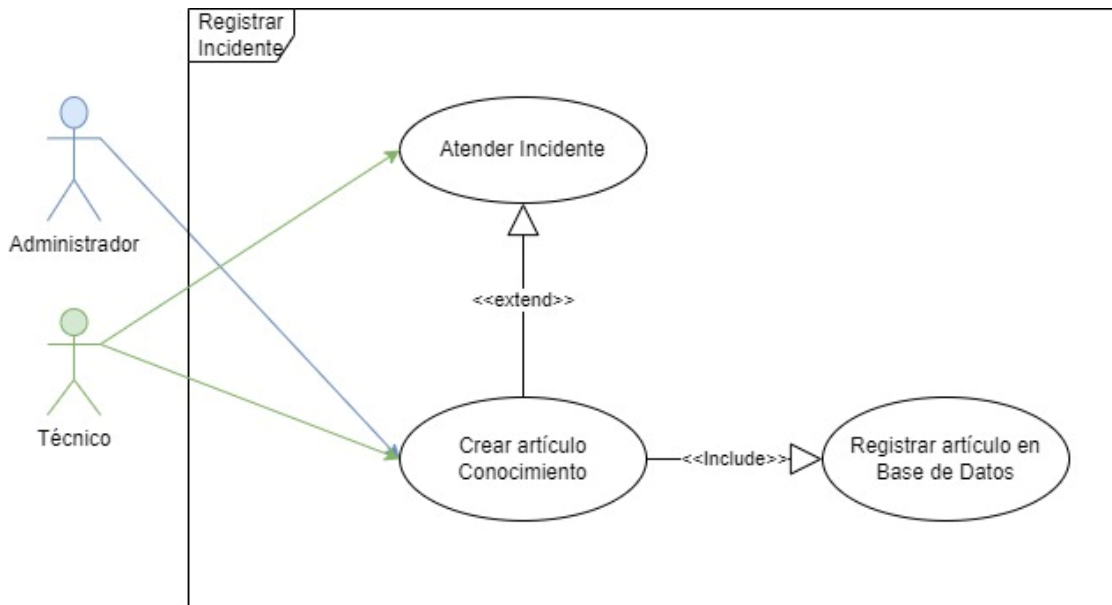 Registrar
Incidente
Atender Incidente
Administrador
<<extend>>
Técnico
Crear artículo
Conocimiento
<<Include>>
Registrar artículo en
Base de Datos